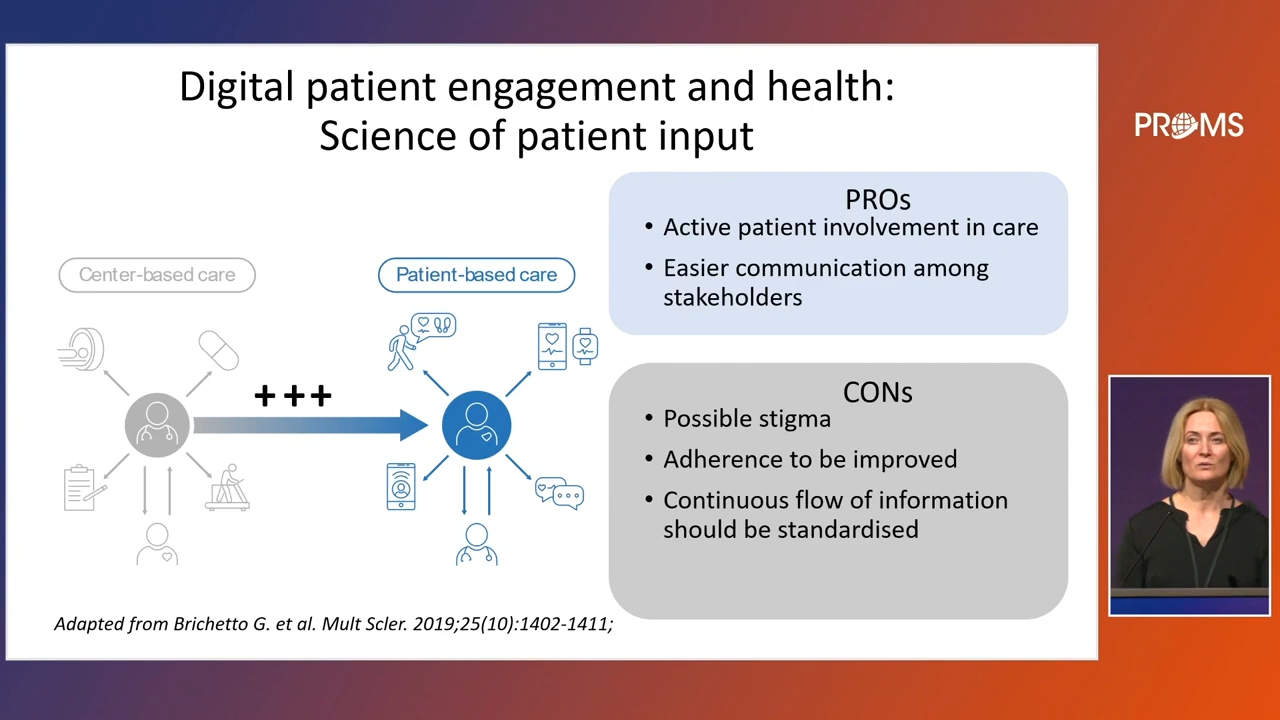 Digital patient engagement and health:
Science of patient input
PROMS
Center-based care
Patient-based care
+++
PROs
• Active patient involvement in care
• Easier communication among
stakeholders
CONs
• Possible stigma
• Adherence to be improved
• Continuous flow of information
should be standardised
Adapted from Brichetto G. et al. Mult Scler. 2019;25(10):1402-1411;